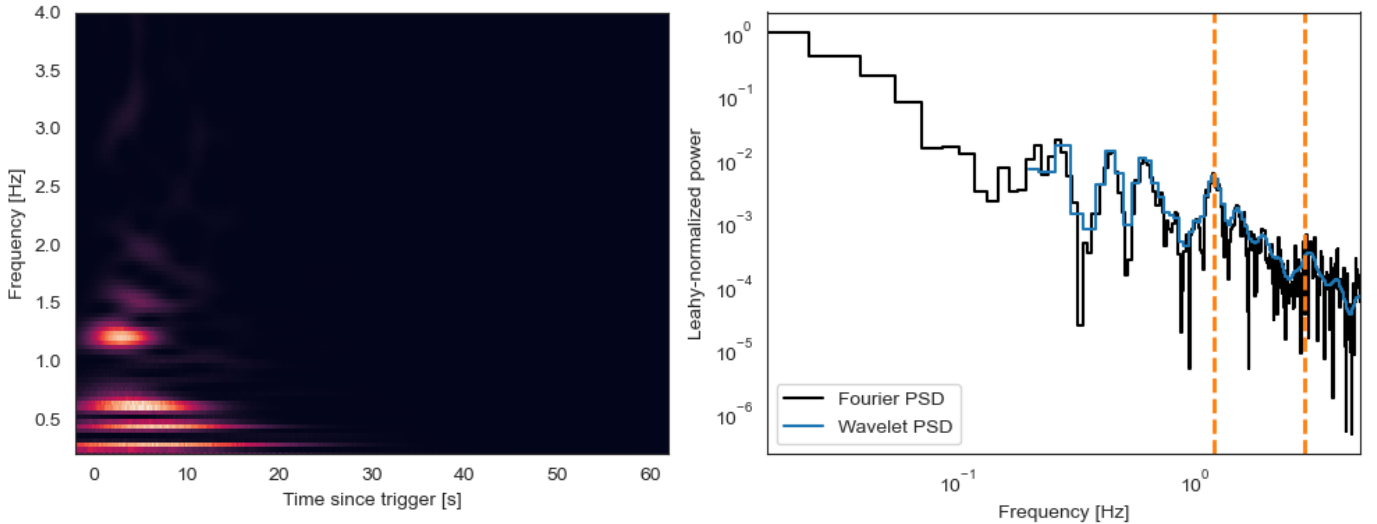 4.0
3.5
3.0
2.5
2.0
1.5
1.0
0.5
Frequency [Hz]
0 10 20 30 40 50 60
Time since trigger [s]
10⁰
10⁻¹
10⁻²
10⁻³
10⁻⁴
10⁻⁵
10⁻⁶
Leahy-normalized power
Fourier PSD
Wavelet PSD
10⁻¹ 10⁰
Frequency [Hz]